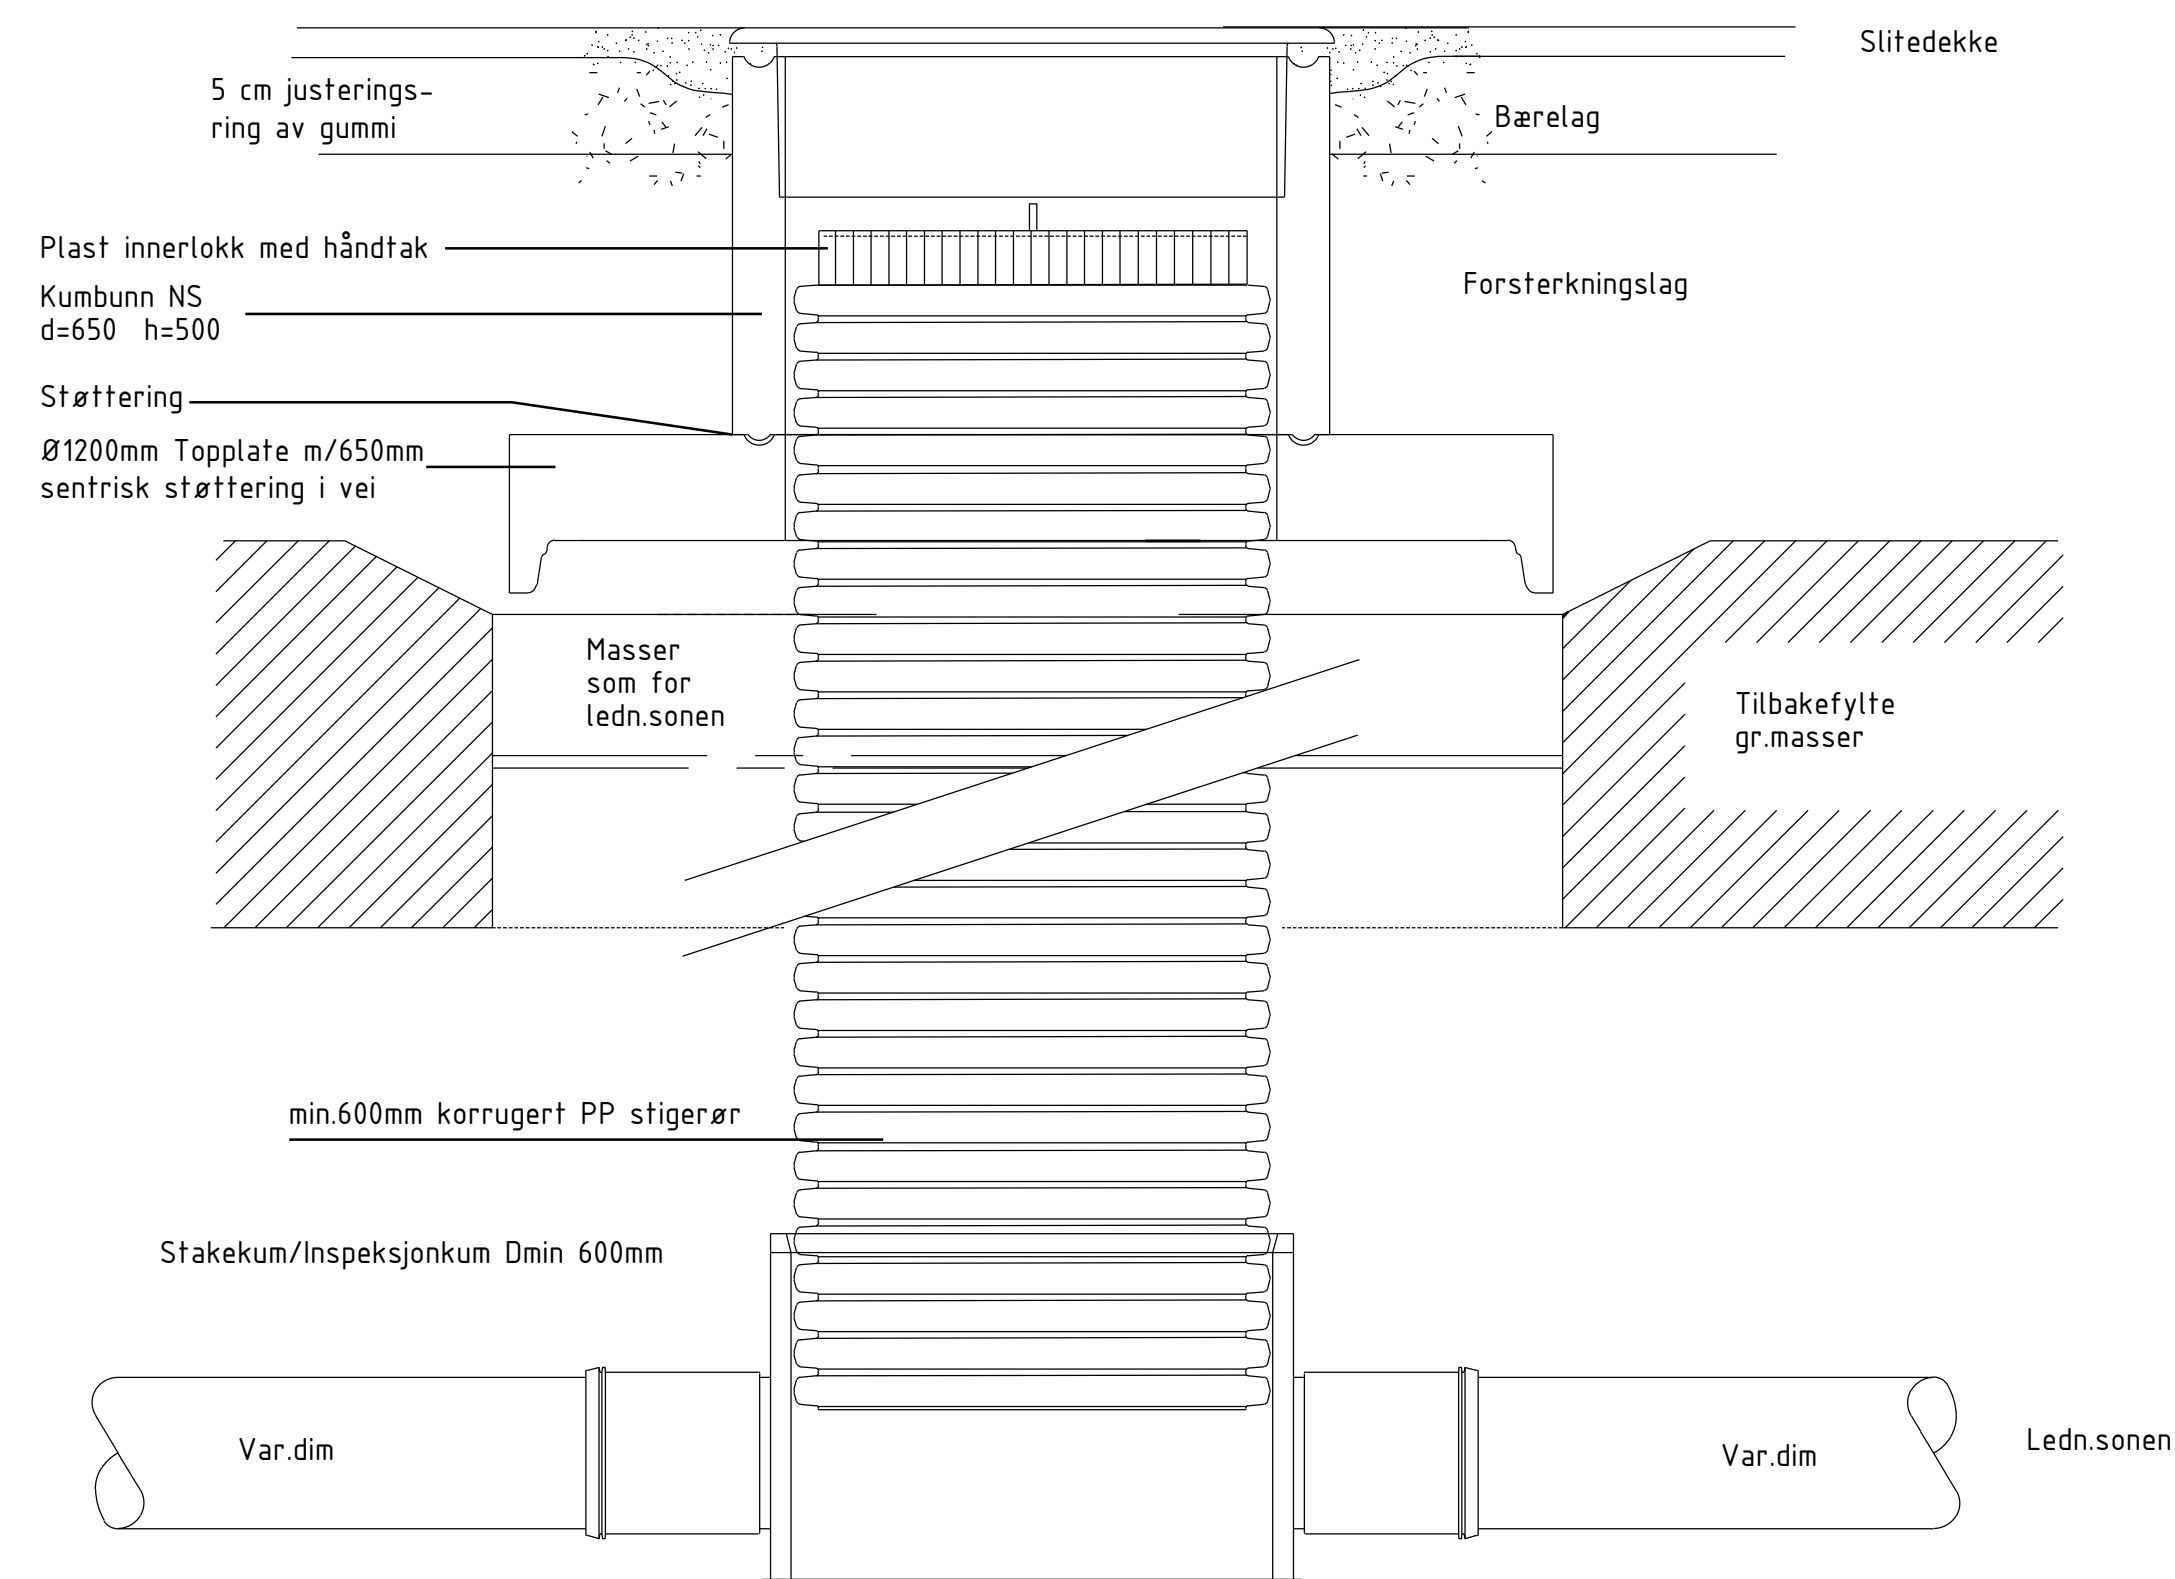 Slitedekke
5 cm justerings-
ring av gummi
Bærelag
Plast innerlokk med håndtak
Forsterkningslag
Kumbunn NS
d=650 h=500
Støttering
Ø1200mm Topplate m/650mm
sentrisk støttering i vei
Masser
som for
ledn.sonen
Tilbakefylte
gr.masser
min.600mm korrugert PP stigerør
Stakekum/Inspeksjonkum Dmin 600mm
Var.dim
Var.dim
Ledn.sonen